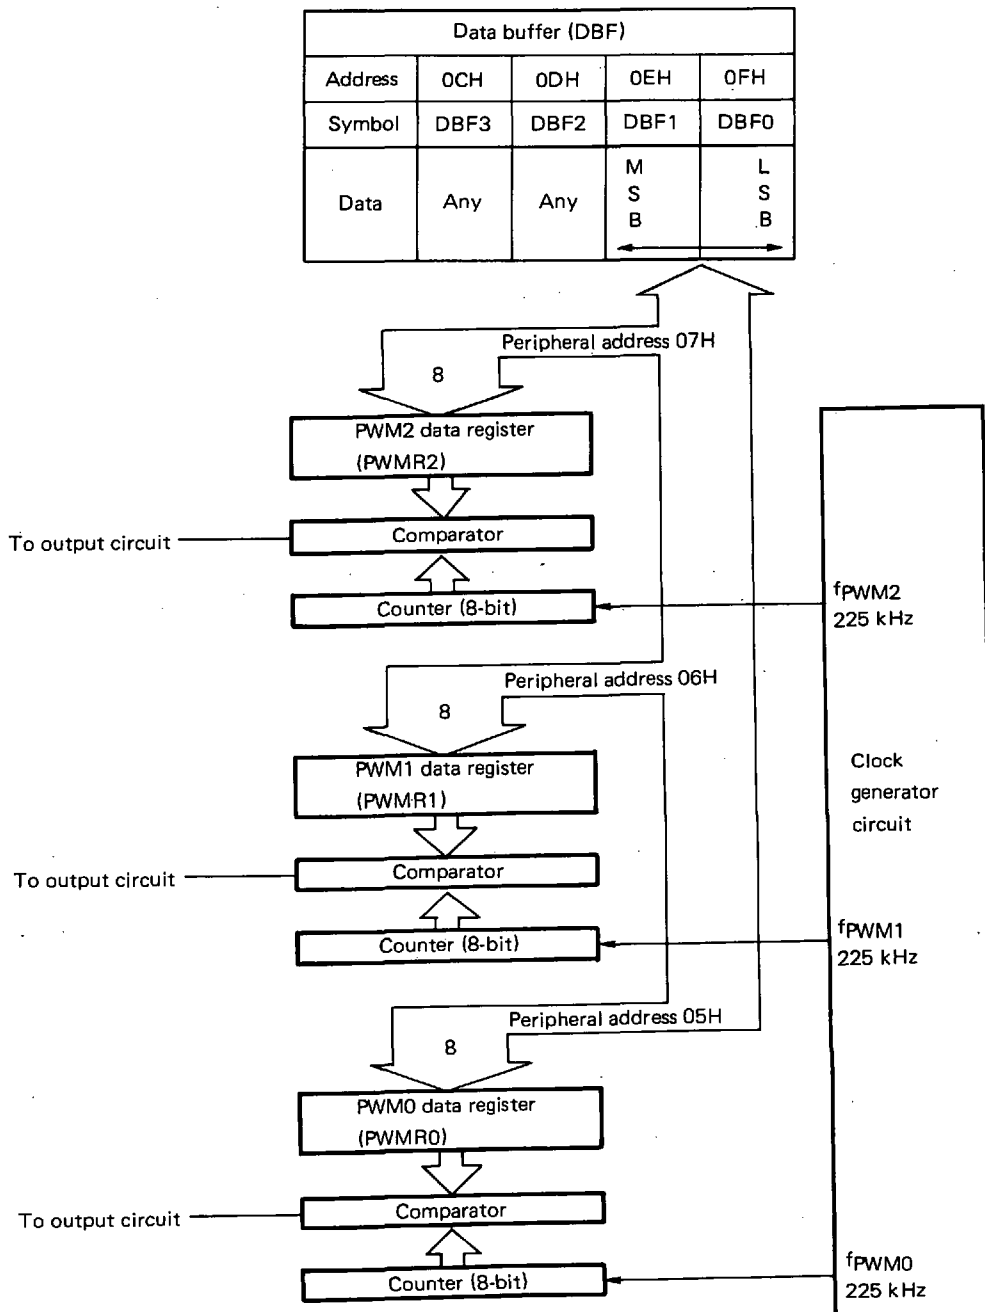 Data buffer (DBF)
Address 0CH 0DH 0EH 0FH
Symbol DBF3 DBF2 DBF1 DBF0
Data Any Any M S B L S B
Peripheral address 07H
8
PWM2 data register
(PWMR2)
Comparator
To output circuit
Counter (8-bit)
fPWM2
225 kHz
Peripheral address 06H
8
PWM1 data register
(PWMR1)
Clock
generator
circuit
Comparator
To output circuit
Counter (8-bit)
fPWM1
225 kHz
Peripheral address 05H
8
PWM0 data register
(PWMR0)
Comparator
To output circuit
Counter (8-bit)
fPWM0
225 kHz